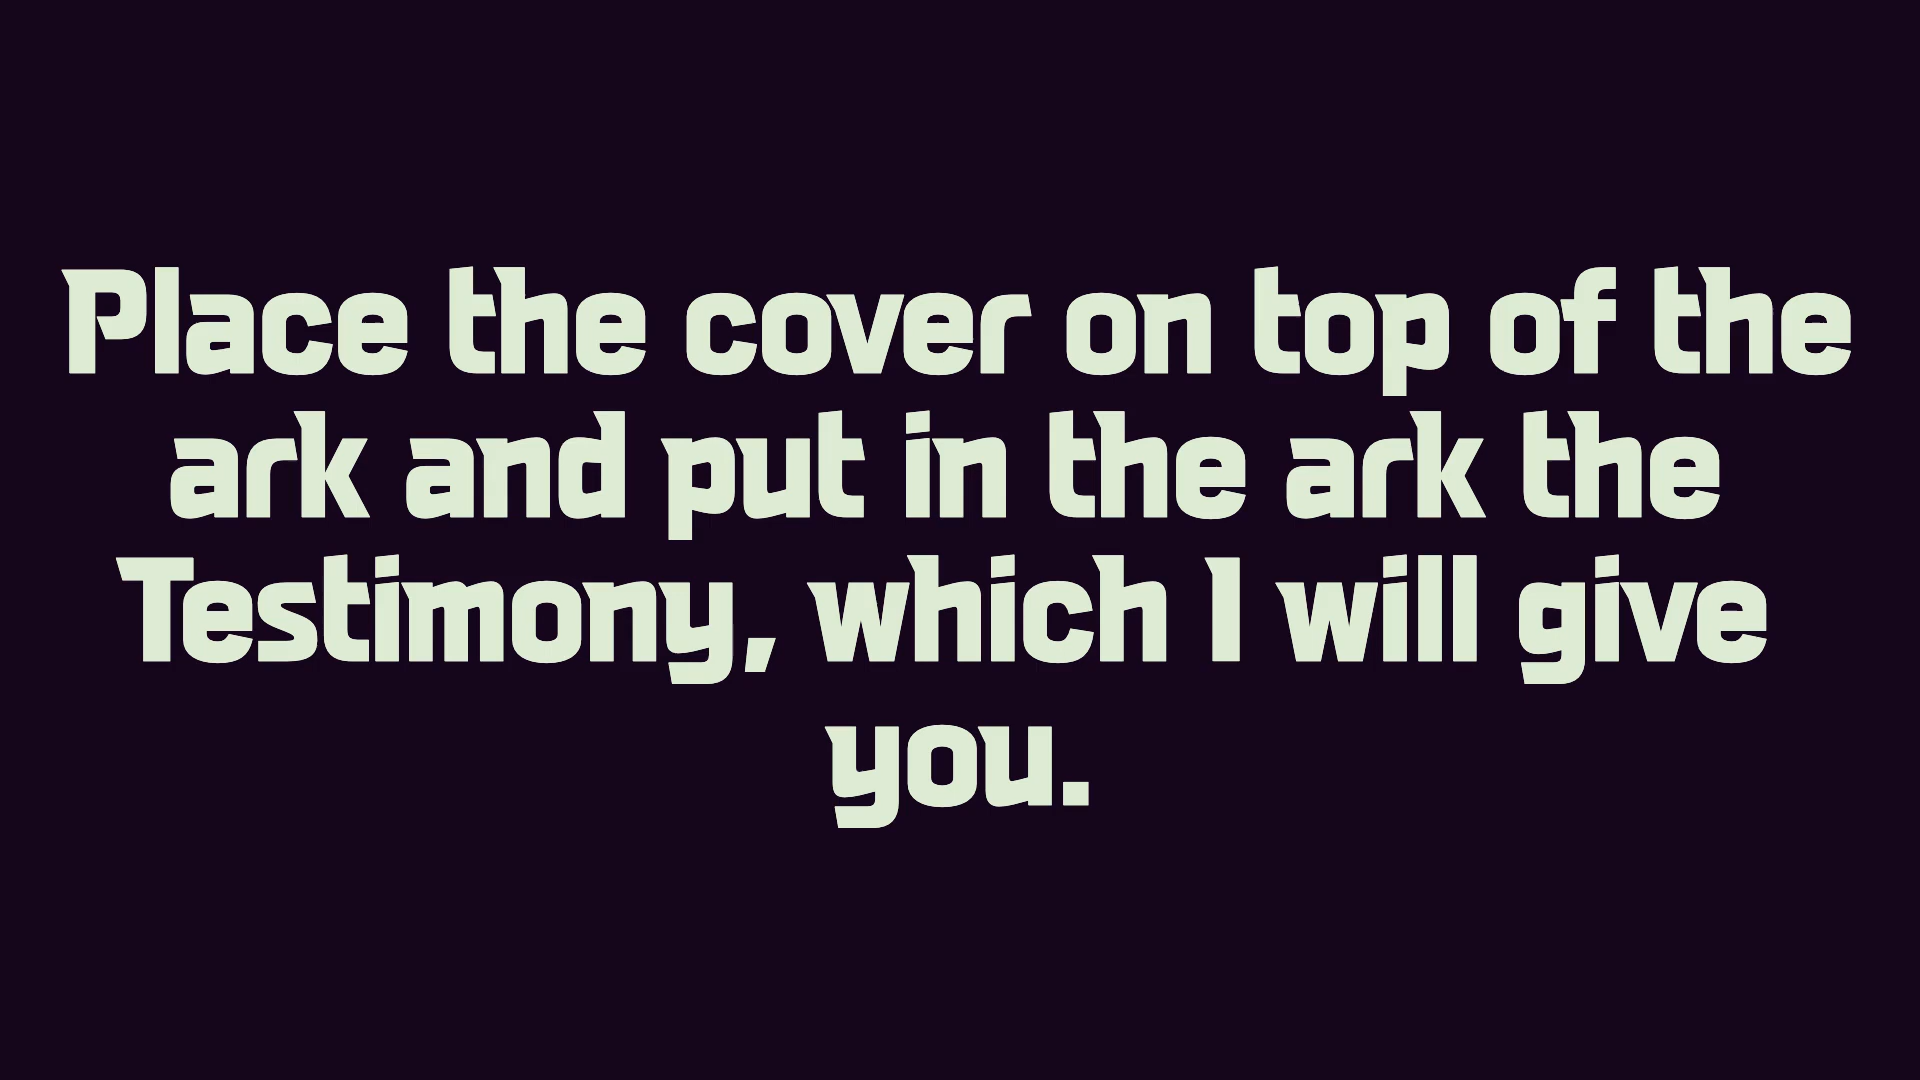 Place the cover on top of the
ark and put in the ark the
Testimony, which I will give
you.